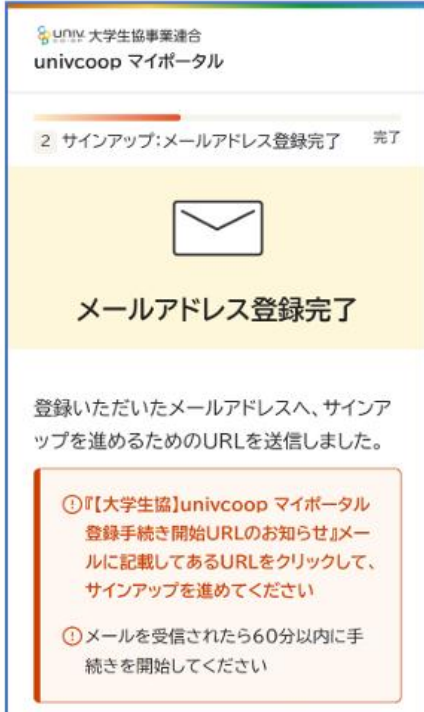 univ 大学生協事業連合
CO-OP
univcoop マイポータル
2 サインアップ:メールアドレス登録完了 完了
メールアドレス登録完了
登録いただいたメールアドレスへ、サインア
ップを進めるためのURLを送信しました。
『【大学生協】univcoop マイポータル
登録手続き開始URLのお知らせ』メー
ルに記載してあるURLをクリックして、
サインアップを進めてください
メールを受信されたら60分以内に手
続きを開始してください